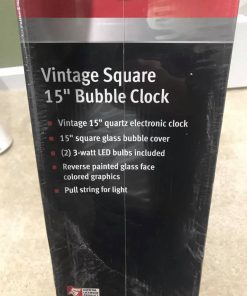 Vintage Square
15" Bubble Clock
Vintage 15" quartz electronic clock
15" square glass bubble cover
(2) 3-watt LED bulbs included
Reverse painted glass face
colored graphics
Pull string for light